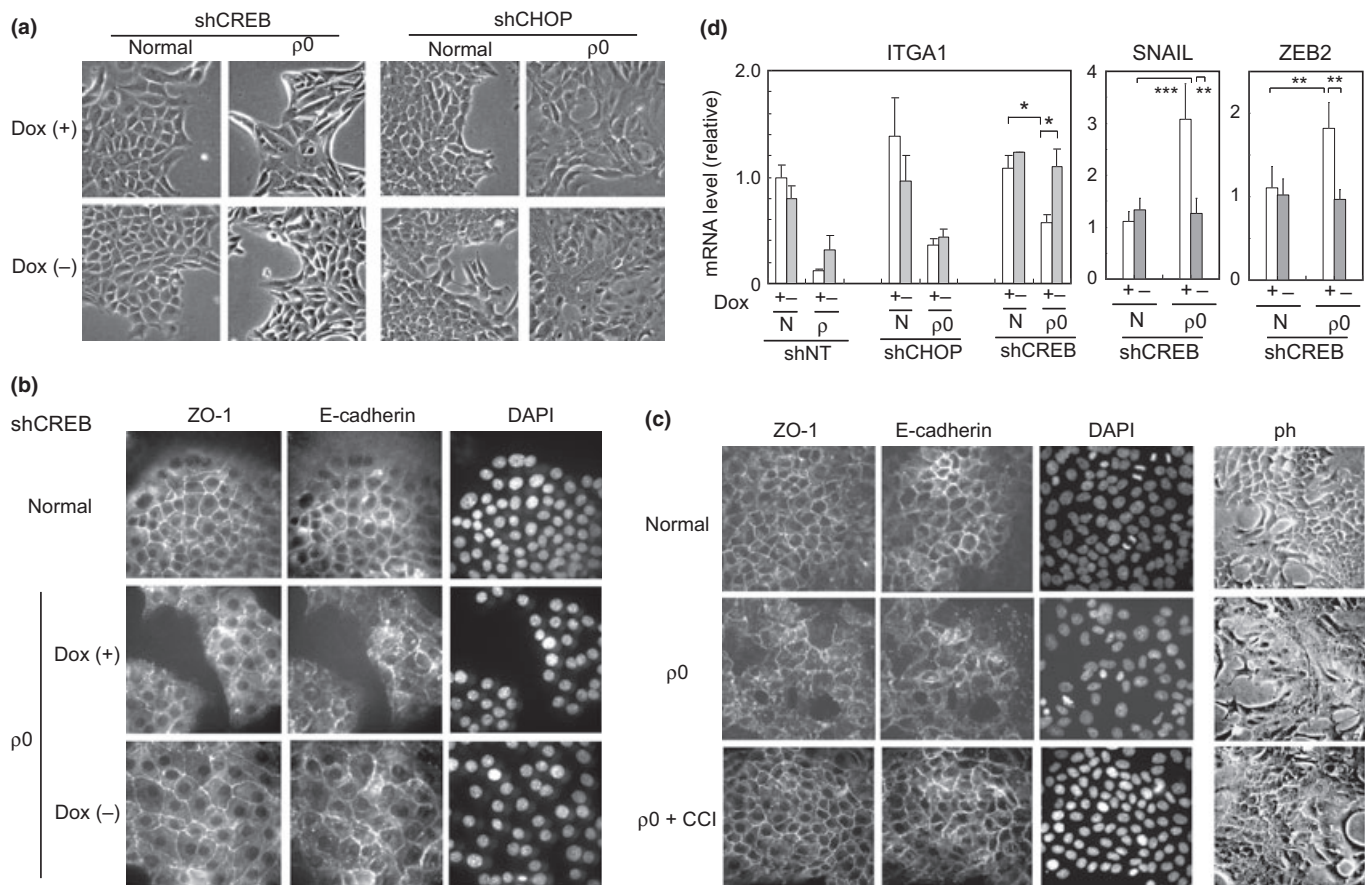 (a)
shCREB shCHOP
Normal ρ0 Normal ρ0
Dox (+)
Dox (–)
(b)
shCREB
ZO-1 E-cadherin DAPI
Normal
ρ0
Dox (+)
Dox (–)
(c)
ZO-1 E-cadherin DAPI ph
Normal
ρ0
ρ0 + CCI
(d)
ITGA1 SNAIL ZEB2
mRNA level (relative)
2.0
1.0
0
* *
4
3
2
1
0
*** **
2
1
0
** **
Dox + – + – + – + – + – + – + – + – + – + –
N ρ N ρ0 N ρ0 N ρ0 N ρ0
shNT shCHOP shCREB shCREB shCREB